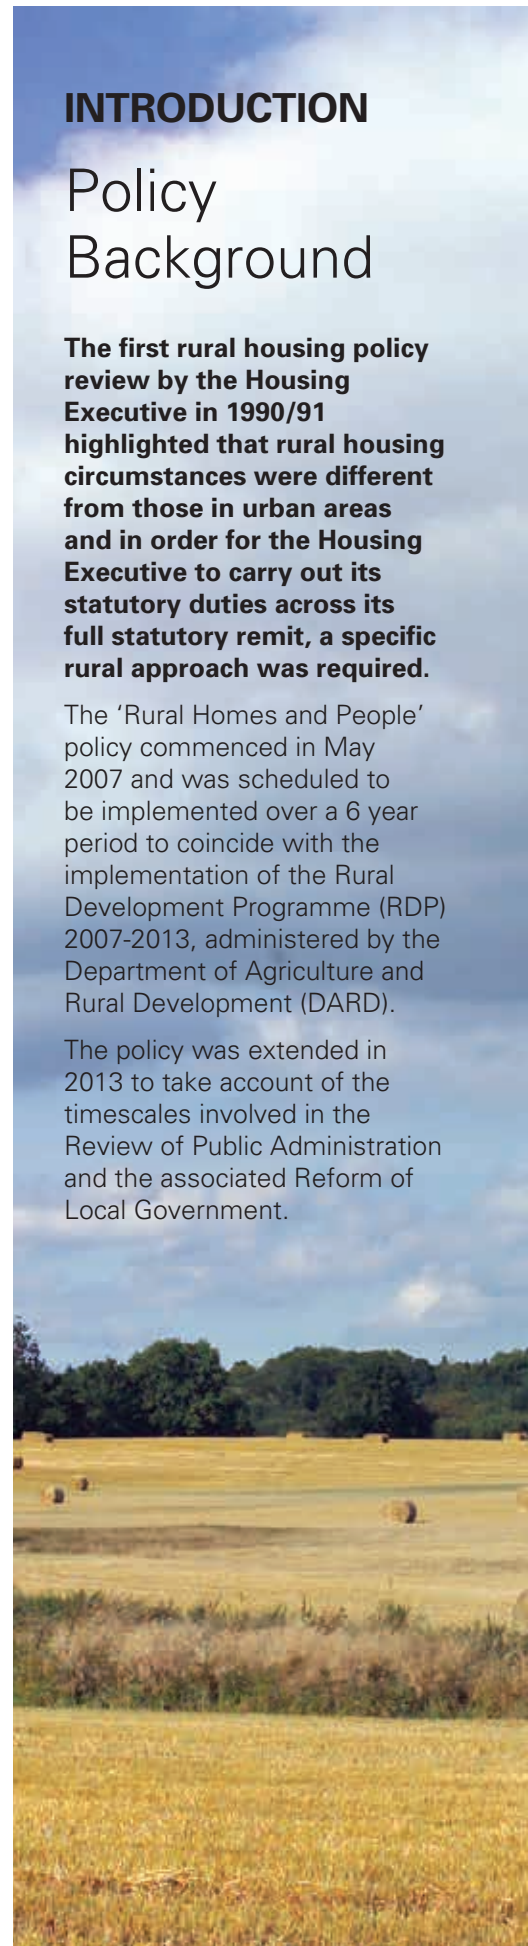 INTRODUCTION
Policy
Background
The first rural housing policy
review by the Housing
Executive in 1990/91
highlighted that rural housing
circumstances were different
from those in urban areas
and in order for the Housing
Executive to carry out its
statutory duties across its
full statutory remit, a specific
rural approach was required.
The ‘Rural Homes and People’
policy commenced in May
2007 and was scheduled to
be implemented over a 6 year
period to coincide with the
implementation of the Rural
Development Programme (RDP)
2007-2013, administered by the
Department of Agriculture and
Rural Development (DARD).
The policy was extended in
2013 to take account of the
timescales involved in the
Review of Public Administration
and the associated Reform of
Local Government.